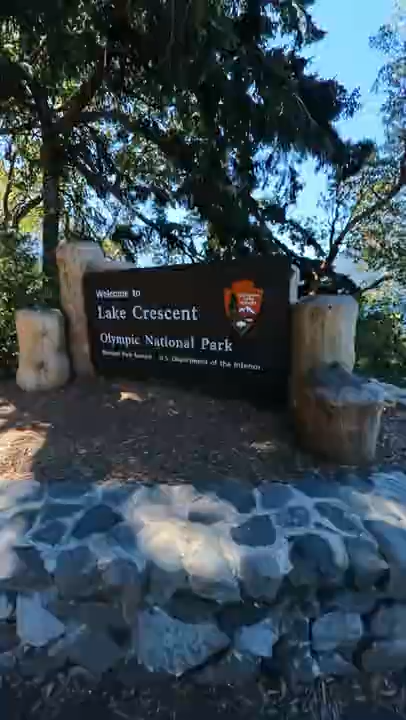 Welcome to
Lake Crescent
Olympic National Park
National Park Service U.S. Department of the Interior